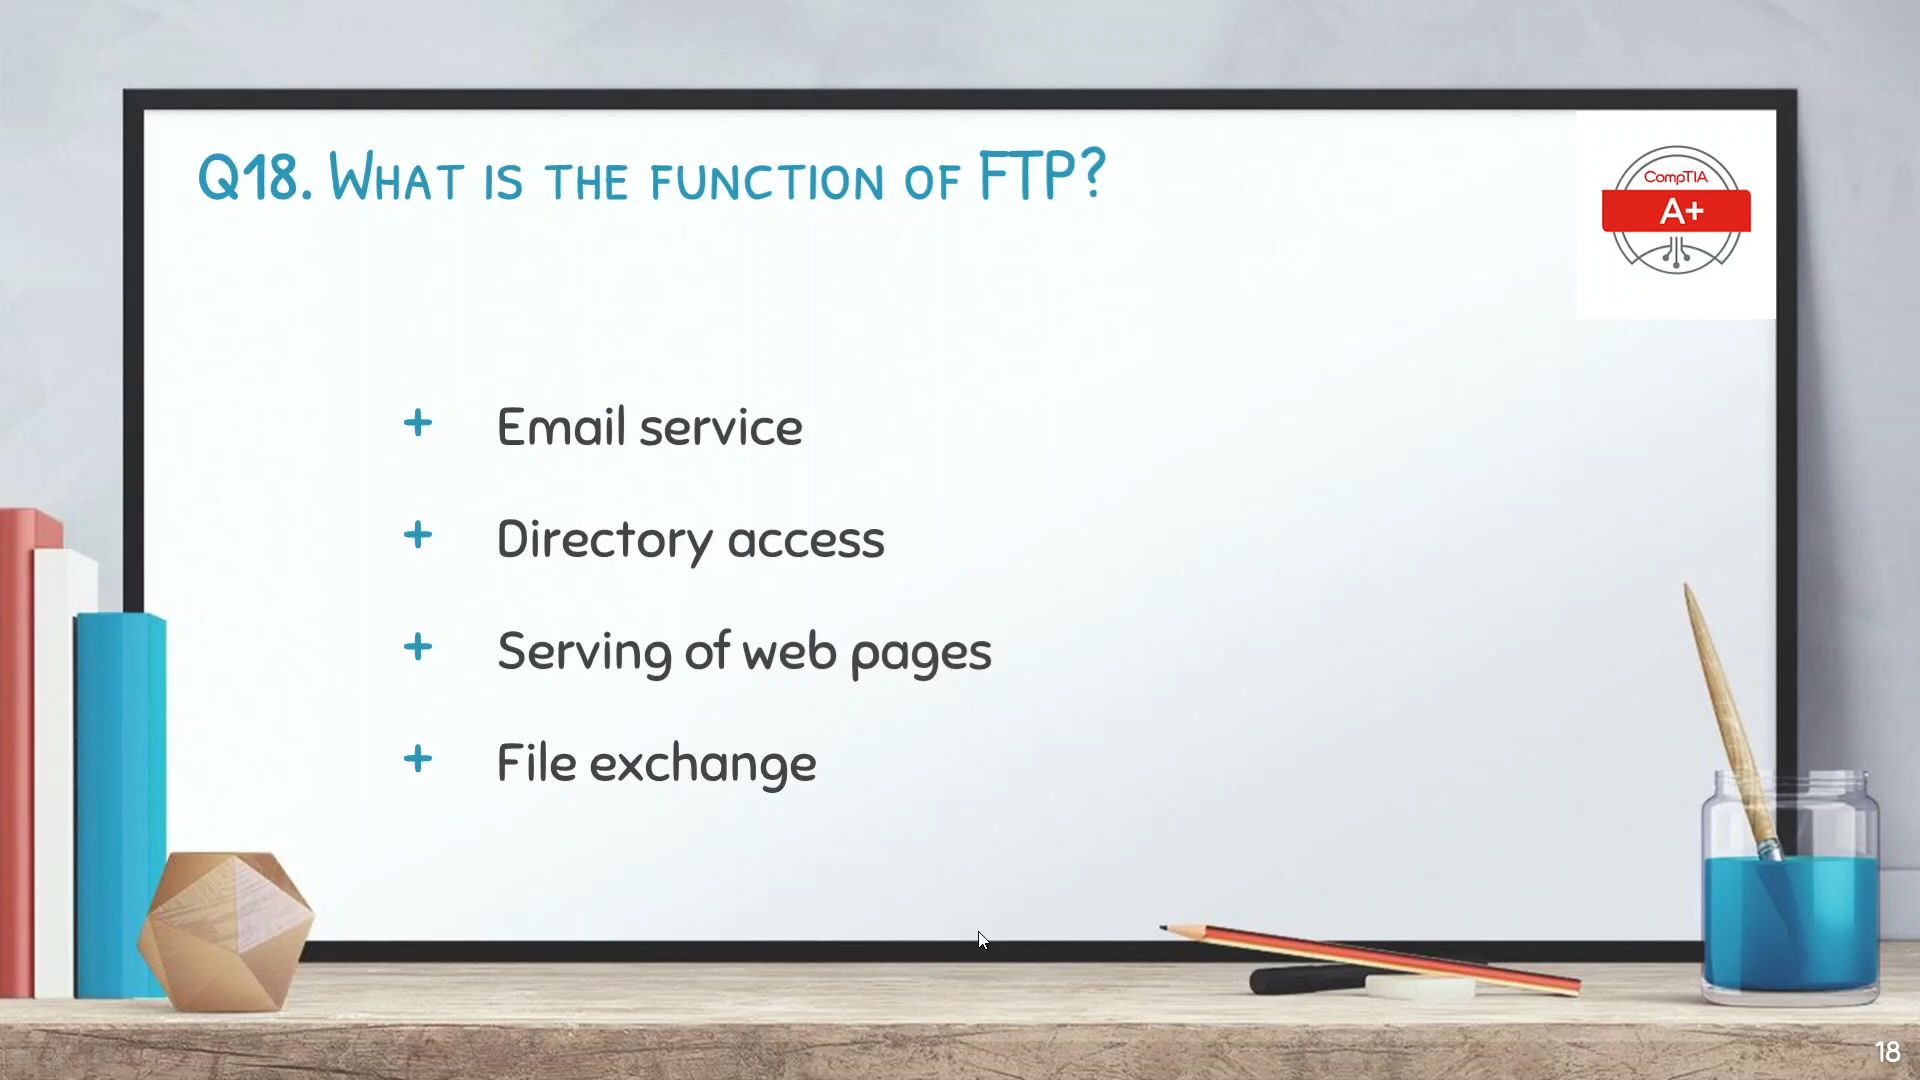 Q18. What is the function of FTP?
CompTIA
A+
+ Email service
+ Directory access
+ Serving of web pages
+ File exchange
18